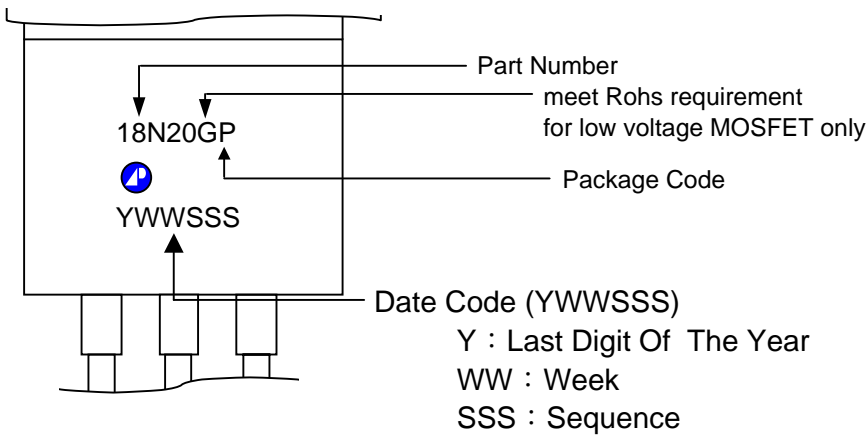 Part Number
meet Rohs requirement
for low voltage MOSFET only
18N20GP
Package Code
YWWSSS
Date Code (YWWSSS)
Y：Last Digit Of The Year
WW：Week
SSS：Sequence